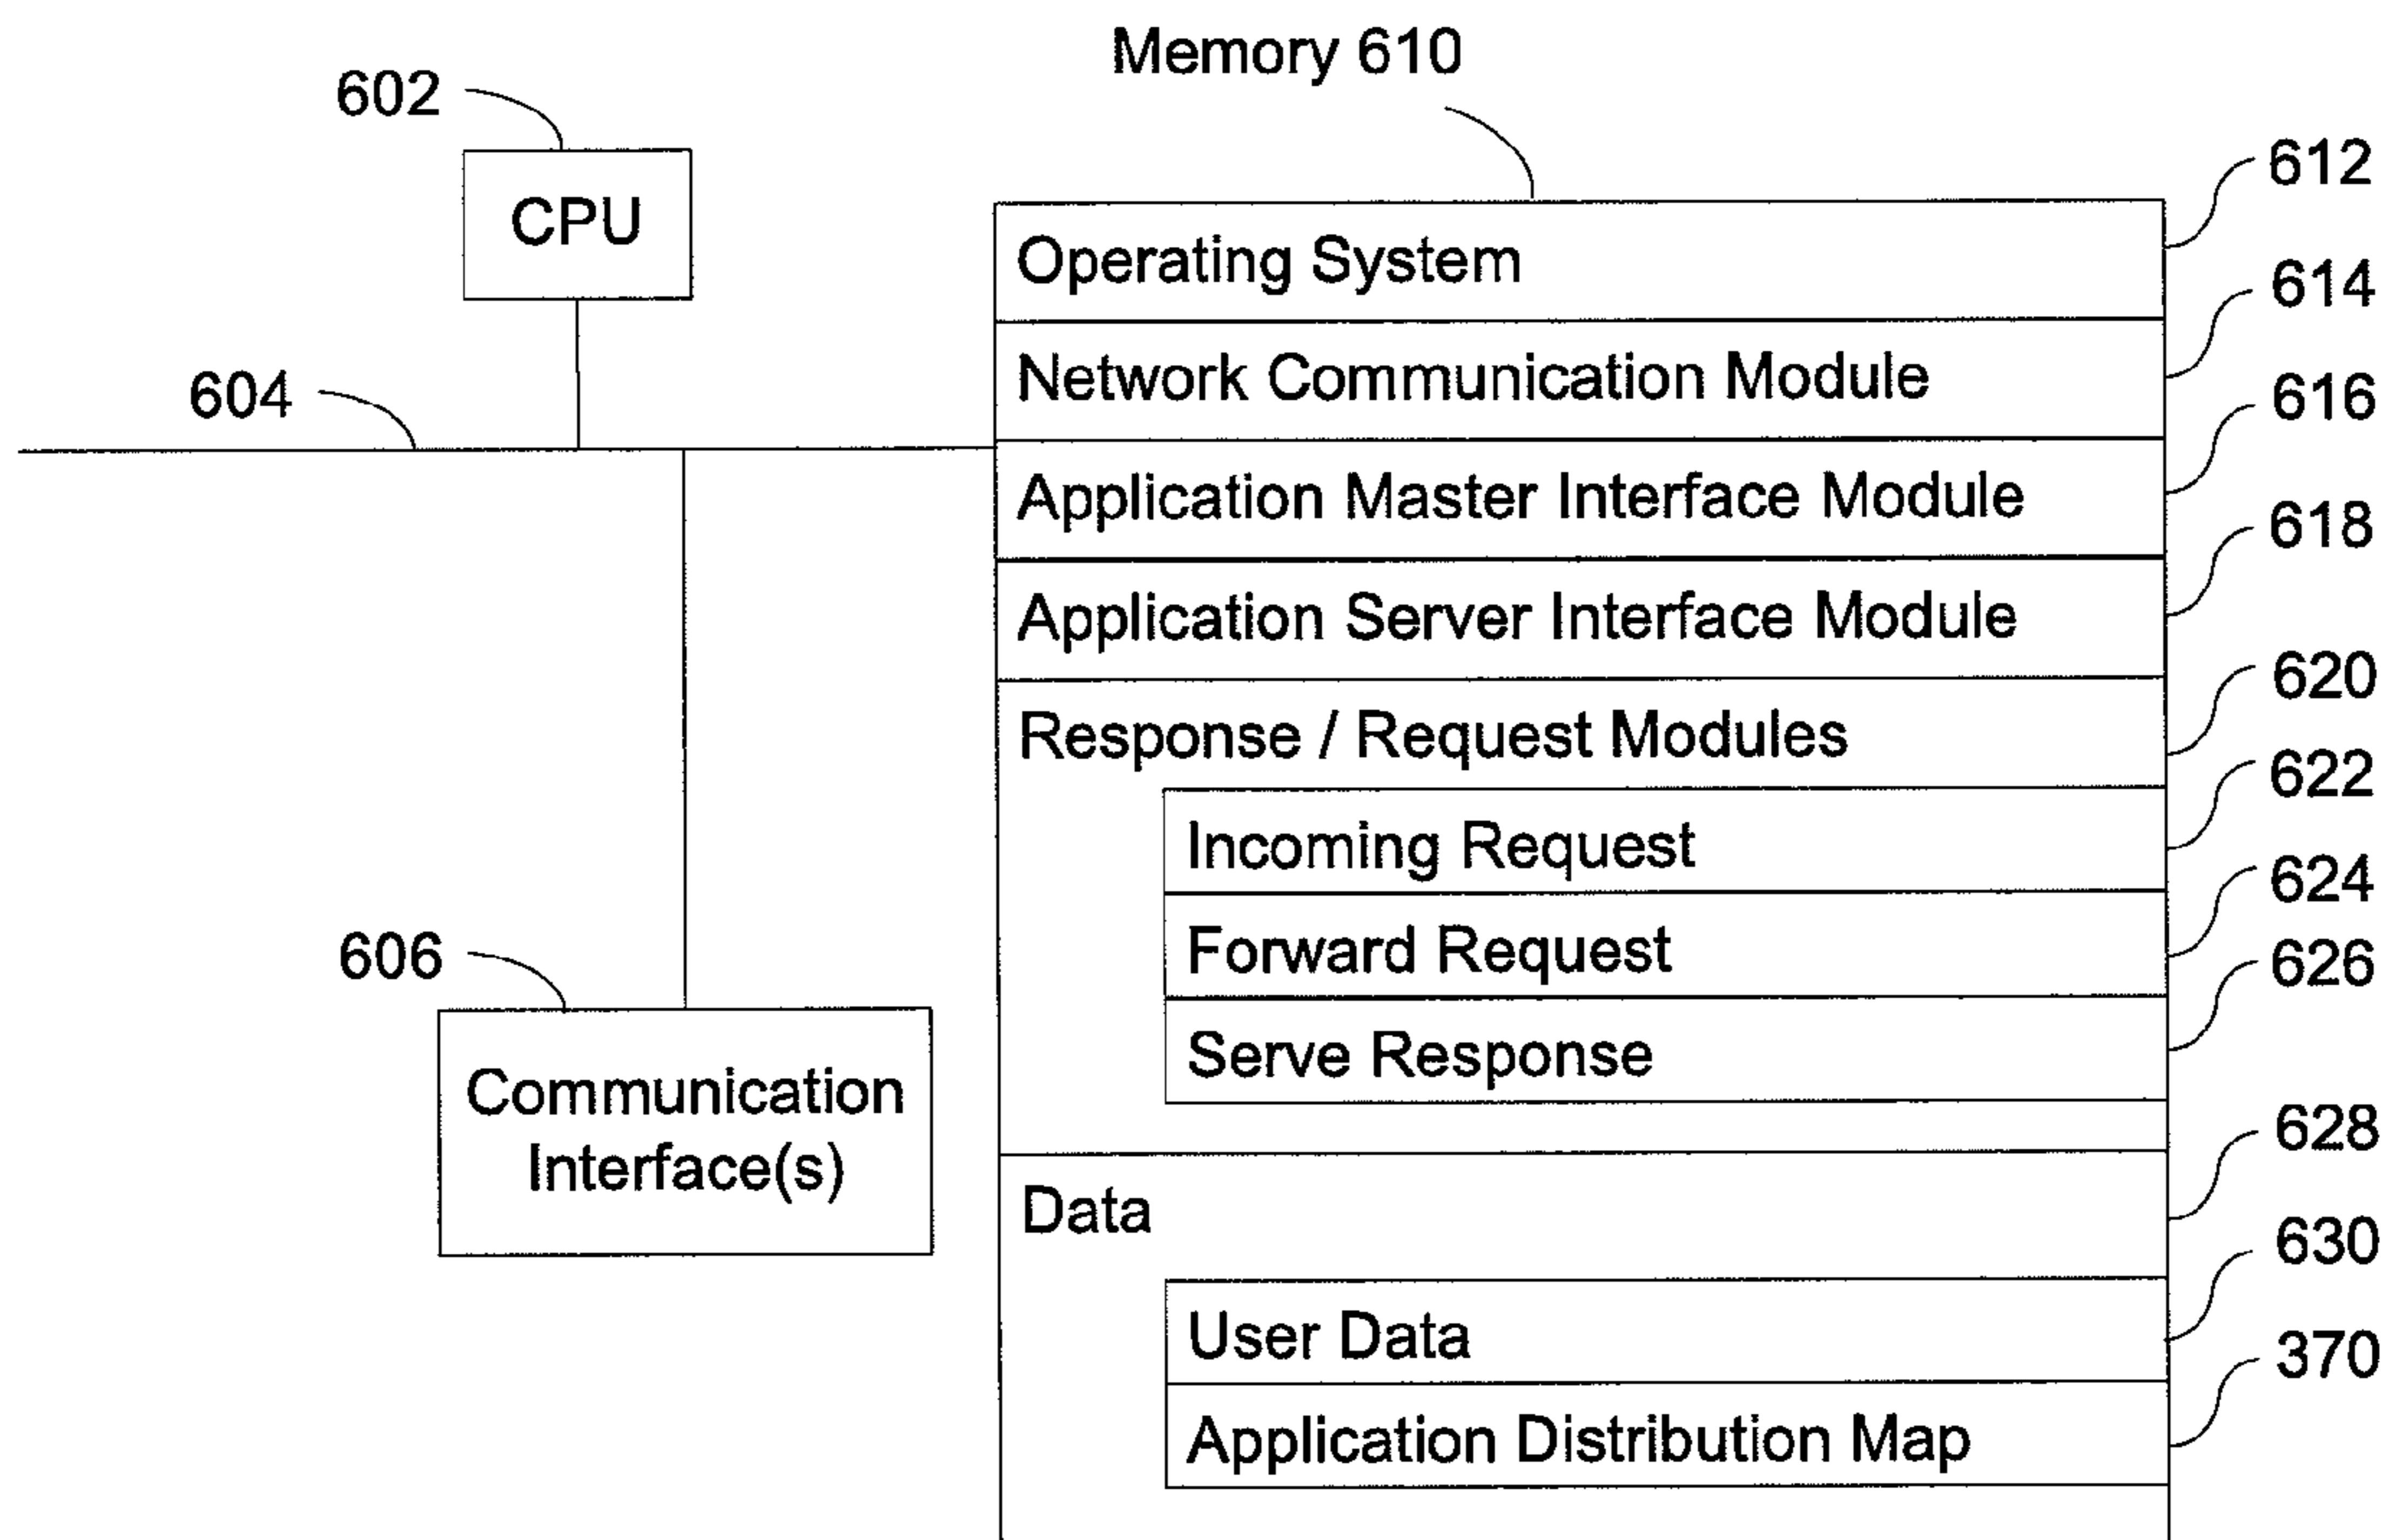 Memory 610
602
CPU
604
606
Communication
Interface(s)
Operating System
612
Network Communication Module
614
Application Master Interface Module
616
Application Server Interface Module
618
Response / Request Modules
620
Incoming Request
622
Forward Request
624
Serve Response
626
Data
628
User Data
630
Application Distribution Map
370